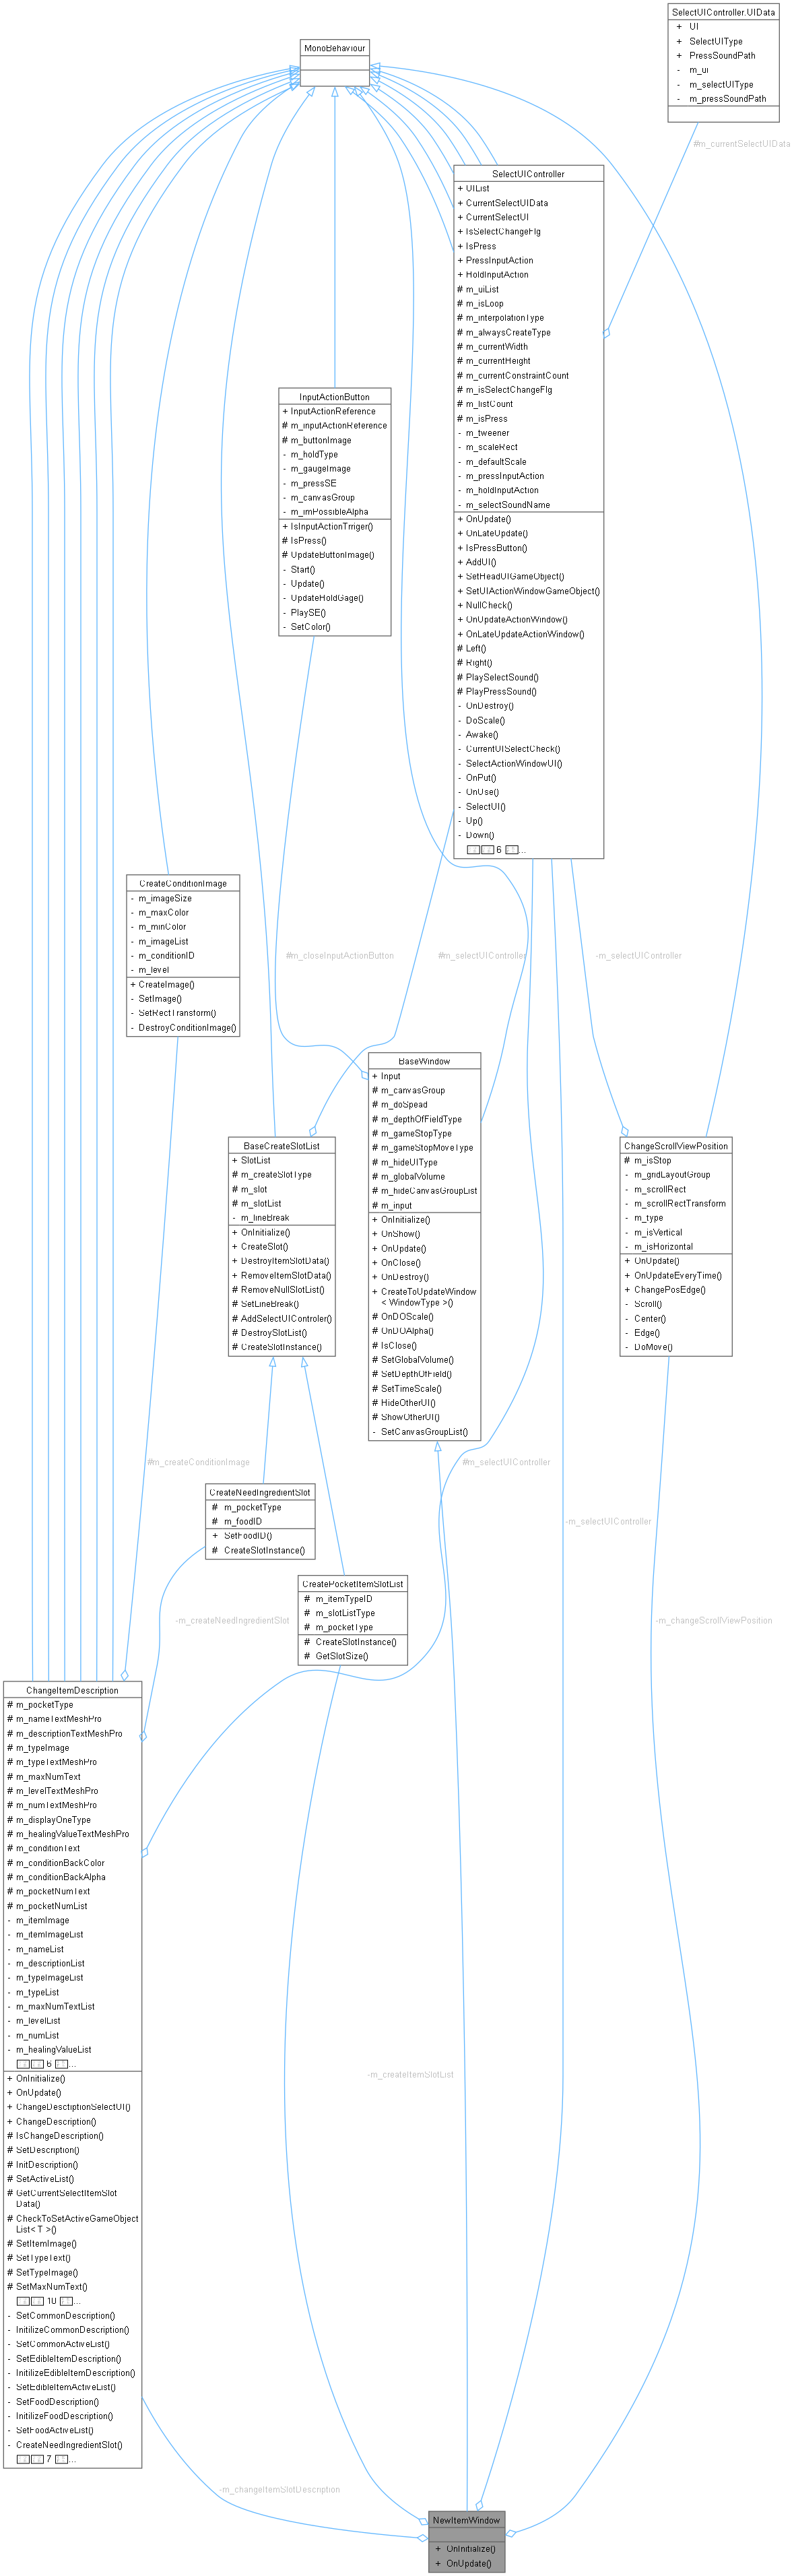 SelectUIController.UIData
+ UI
+ SelectUIType
+ PressSoundPath
- m_ui
- m_selectUIType
- m_pressSoundPath
MonoBehaviour
#m_currentSelectUIData
SelectUIController
+ UIList
+ CurrentSelectUIData
+ CurrentSelectUI
+ IsSelectChangeFlg
+ IsPress
+ PressInputAction
+ HoldInputAction
# m_uiList
# m_isLoop
# m_interpolationType
# m_alwaysCreateType
# m_currentWidth
# m_currentHeight
# m_currentConstraintCount
# m_isSelectChangeFlg
# m_listCount
# m_isPress
- m_tweener
- m_scaleRect
- m_defaultScale
- m_pressInputAction
- m_holdInputAction
- m_selectSoundName
+ OnUpdate()
+ OnLateUpdate()
+ IsPressButton()
+ AddUI()
+ SetHeadUIGameObject()
+ SetUIActionWindowGameObject()
+ NullCheck()
+ OnUpdateActionWindow()
+ OnLateUpdateActionWindow()
# Left()
# Right()
# PlaySelectSound()
# PlayPressSound()
- OnDestroy()
- DoScale()
- Awake()
- CurrentUISelectCheck()
- SelectActionWindowUI()
- OnPut()
- OnUse()
- SelectUI()
- Up()
- Down()
6 ...
InputActionButton
+ InputActionReference
# m_inputActionReference
# m_buttonImage
- m_holdType
- m_gaugeImage
- m_pressSE
- m_canvasGroup
- m_imPossibleAlpha
+ IsInputActionTrriger()
# IsPress()
# UpdateButtonImage()
- Start()
- Update()
- UpdateHoldGage()
- PlaySE()
- SetColor()
CreateConditionImage
- m_imageSize
- m_maxColor
- m_minColor
- m_imageList
- m_conditionID
- m_level
+ CreateImage()
- SetImage()
- SetRectTransform()
- DestroyConditionImage()
#m_closeInputActionButton
#m_selectUIController
-m_selectUIController
BaseWindow
+ Input
# m_canvasGroup
# m_doSpead
# m_depthOfFieldType
# m_gameStopType
# m_gameStopMoveType
# m_hideUIType
# m_globalVolume
# m_hideCanvasGroupList
# m_input
+ OnInitialize()
+ OnShow()
+ OnUpdate()
+ OnClose()
+ OnDestroy()
+ CreateToUpdateWindow
< WindowType >()
# OnDOScale()
# OnDOAlpha()
# IsClose()
# SetGlobalVolume()
# SetDepthOfField()
# SetTimeScale()
# HideOtherUI()
# ShowOtherUI()
- SetCanvasGroupList()
BaseCreateSlotList
+ SlotList
# m_createSlotType
# m_slot
# m_slotList
- m_lineBreak
+ OnInitialize()
+ CreateSlot()
+ DestroyItemSlotData()
+ RemoveItemSlotData()
# RemoveNullSlotList()
# SetLineBreak()
# AddSelectUIControler()
# DestroySlotList()
# CreateSlotInstance()
ChangeScrollViewPosition
# m_isStop
- m_gridLayoutGroup
- m_scrollRect
- m_scrollRectTransform
- m_type
- m_isVertical
- m_isHorizontal
+ OnUpdate()
+ OnUpdateEveryTime()
+ ChangePosEdge()
- Scroll()
- Center()
- Edge()
- DoMove()
#m_createConditionImage
#m_selectUIController
CreateNeedIngredientSlot
# m_pocketType
# m_foodID
+ SetFoodID()
# CreateSlotInstance()
-m_selectUIController
CreatePocketItemSlotList
# m_itemTypeID
# m_slotListType
# m_pocketType
# CreateSlotInstance()
# GetSlotSize()
-m_createNeedIngredientSlot
-m_changeScrollViewPosition
ChangeItemDescription
# m_pocketType
# m_nameTextMeshPro
# m_descriptionTextMeshPro
# m_typeImage
# m_typeTextMeshPro
# m_maxNumText
# m_levelTextMeshPro
# m_numTextMeshPro
# m_displayOneType
# m_healingValueTextMeshPro
# m_conditionText
# m_conditionBackColor
# m_conditionBackAlpha
# m_pocketNumText
# m_pocketNumList
- m_itemImage
- m_itemImageList
- m_nameList
- m_descriptionList
- m_typeImageList
- m_typeList
- m_maxNumTextList
- m_levelList
- m_numList
- m_healingValueList
6 ...
+ OnInitialize()
+ OnUpdate()
+ ChangeDesctiptionSelectUI()
+ ChangeDescription()
# IsChangeDescription()
# SetDescription()
# InitDescription()
# SetActiveList()
# GetCurrentSelectItemSlot
Data()
# CheckToSetActiveGameObject
List< T >()
# SetItemImage()
# SetTypeText()
# SetTypeImage()
# SetMaxNumText()
10 ...
- SetCommonDescription()
- InitilizeCommonDescription()
- SetCommonActiveList()
- SetEdibleItemDescription()
- InitilizeEdibleItemDescription()
- SetEdibleItemActiveList()
- SetFoodDescription()
- InitilizeFoodDescription()
- SetFoodActiveList()
- CreateNeedIngredientSlot()
7 ...
-m_createItemSlotList
-m_changeItemSlotDescription
NewItemWindow
+ OnInitialize()
+ OnUpdate()